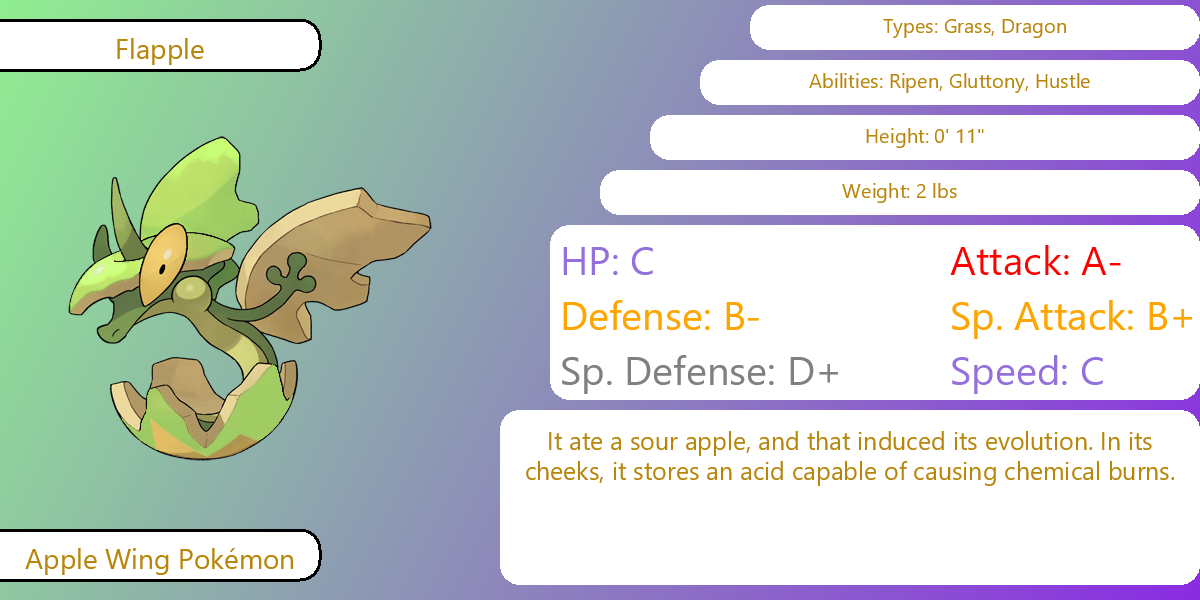 Flapple
Types: Grass, Dragon
Abilities: Ripen, Gluttony, Hustle
Height: 0' 11"
Weight: 2 lbs
HP: C
Attack: A-
Defense: B-
Sp. Attack: B+
Sp. Defense: D+
Speed: C
It ate a sour apple, and that induced its evolution. In its
cheeks, it stores an acid capable of causing chemical burns.
Apple Wing Pokémon